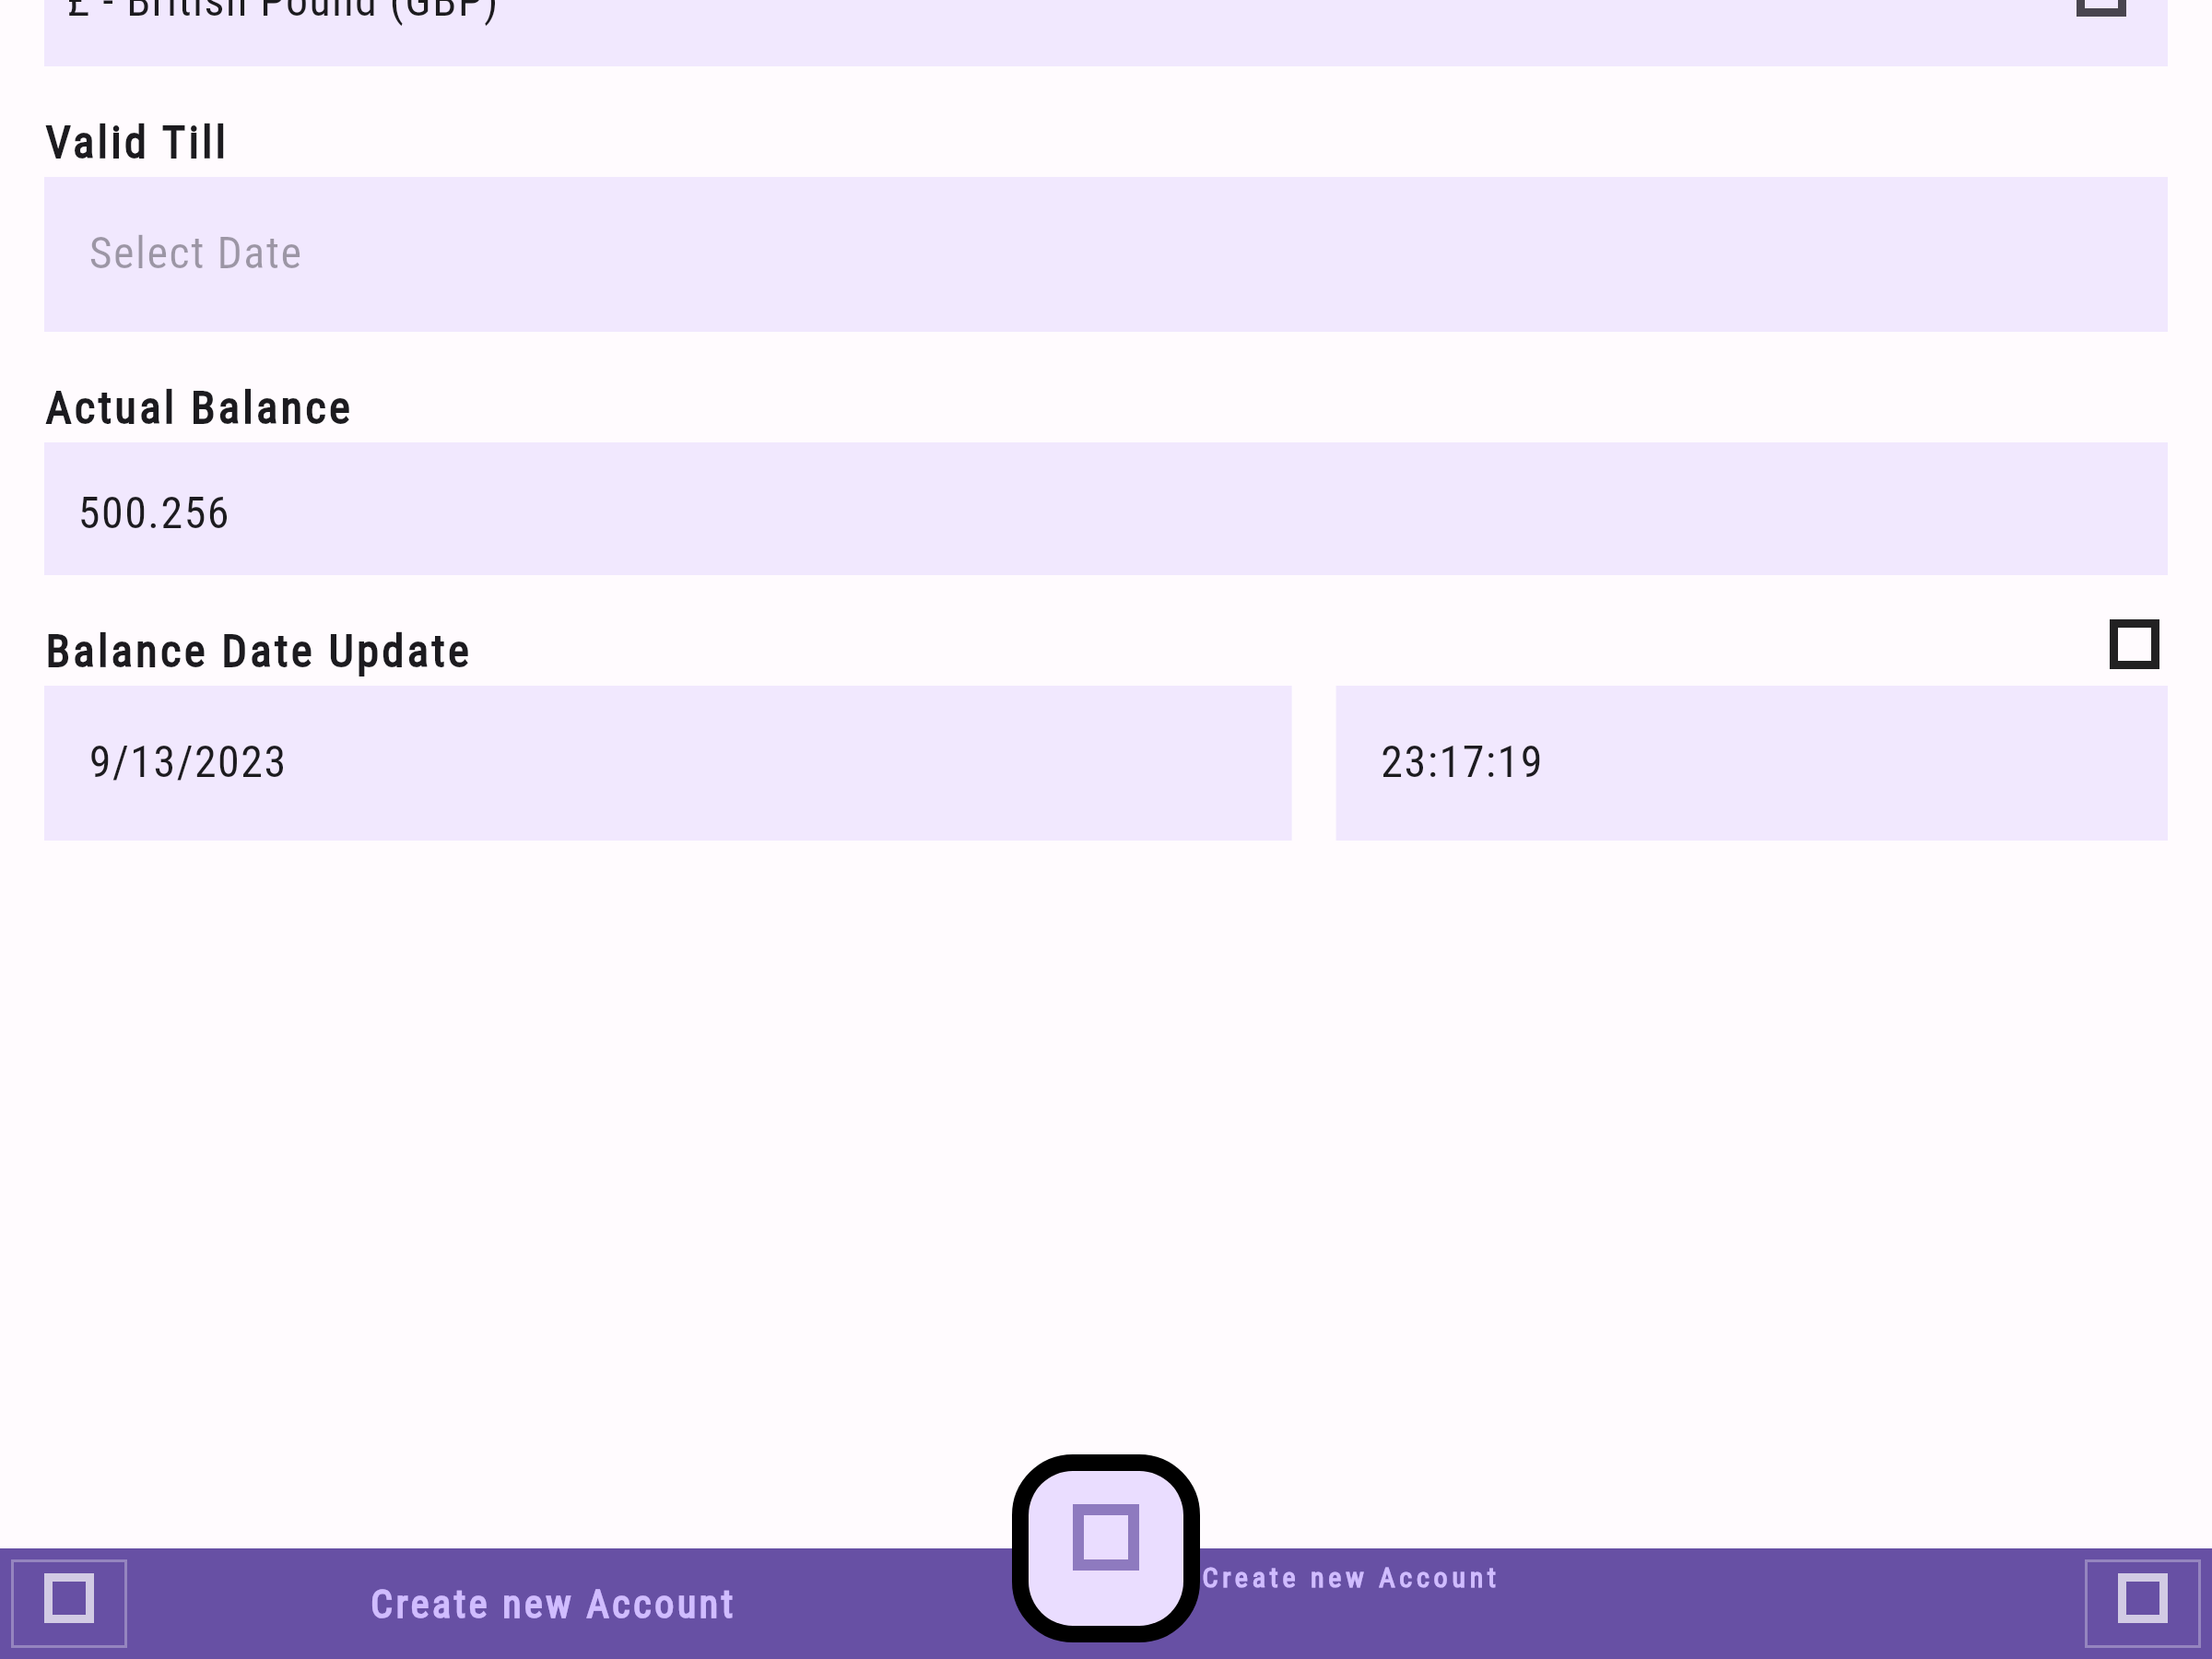 £ - British Pound (GBP)
Valid Till
Select Date
Actual Balance
500.256
Balance Date Update
9/13/2023
23:17:19
Create new Account
Create new Account